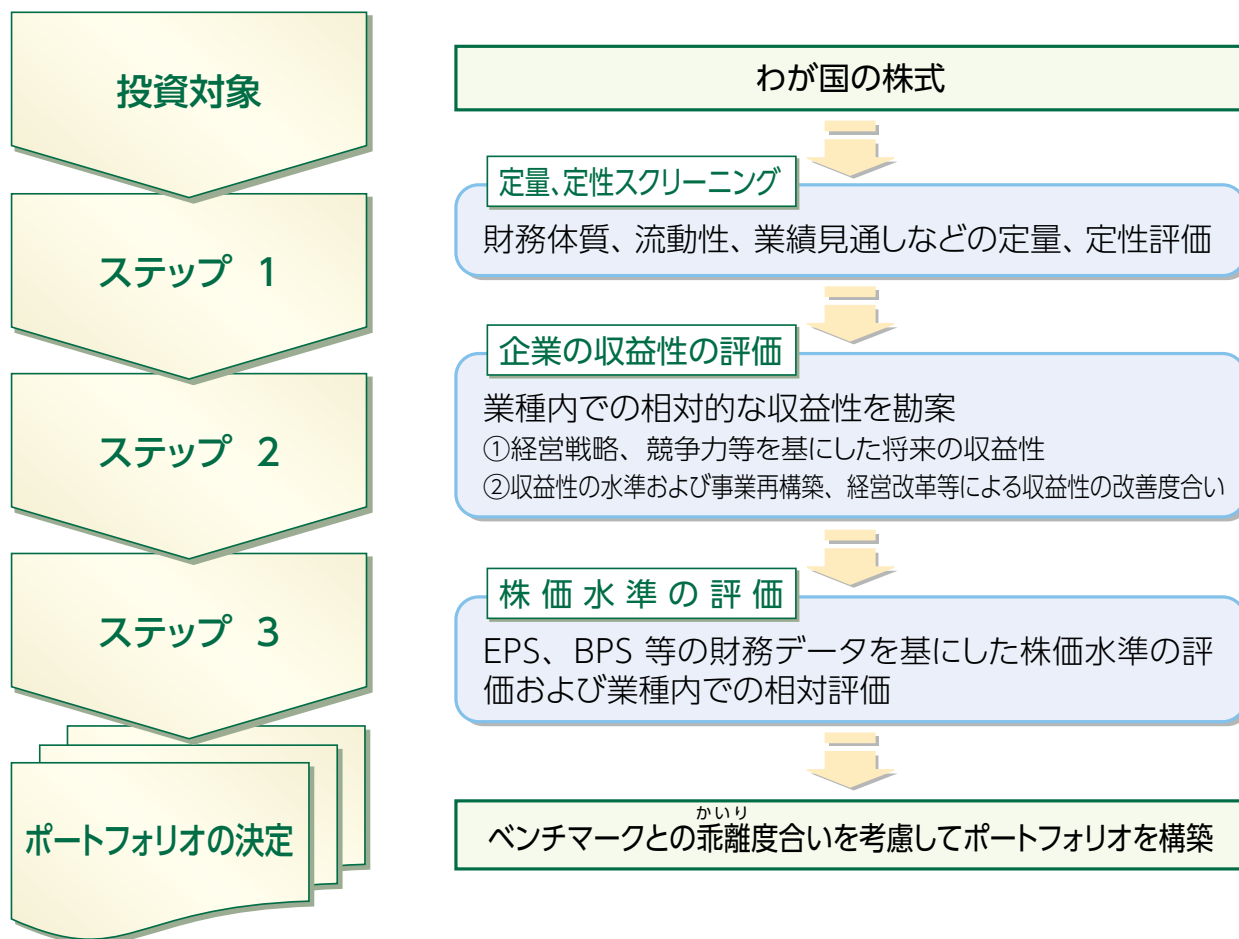 投資対象
わが国の株式
ステップ 1
定量、定性スクリーニング
財務体質、流動性、業績見通しなどの定量、定性評価
ステップ 2
企業の収益性の評価
業種内での相対的な収益性を勘案
①経営戦略、競争力等を基にした将来の収益性
②収益性の水準および事業再構築、経営改革等による収益性の改善度合い
ステップ 3
株価水準の評価
EPS、BPS 等の財務データを基にした株価水準の評
価および業種内での相対評価
ポートフォリオの決定
かいり
ベンチマークとの乖離度合いを考慮してポートフォリオを構築